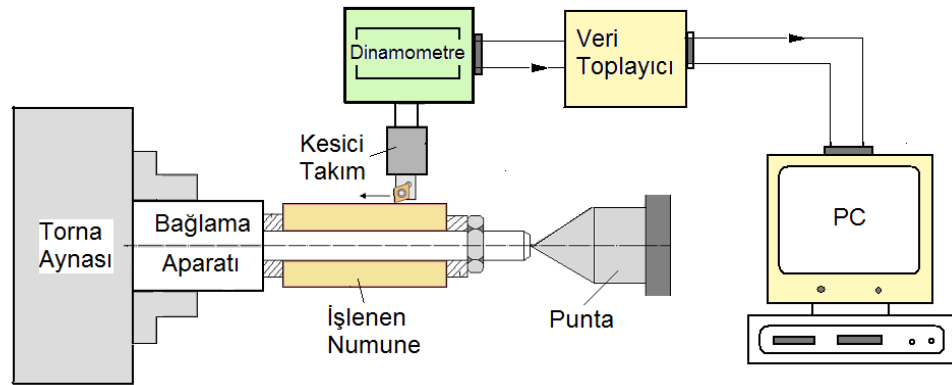 Dinamometre
Veri
Toplayıcı
Kesici
Takım
PC
Torna
Aynası
Bağlama
Aparatı
İşlenen
Numune
Punta